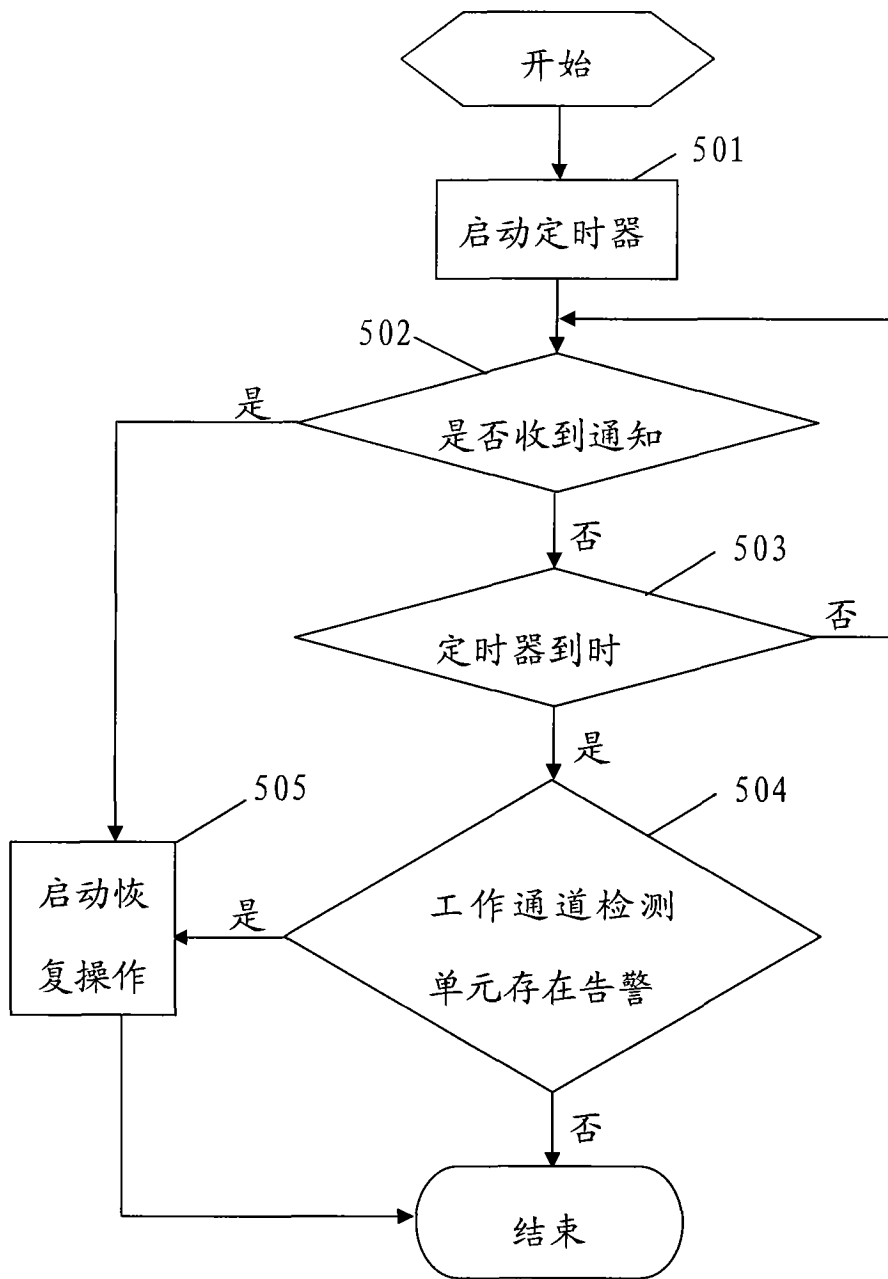 开始
501
启动定时器
502
是
是否收到通知
否
503
否
定时器到时
是
504
505
启动恢
复操作
是
工作通道检测
单元存在告警
否
结束